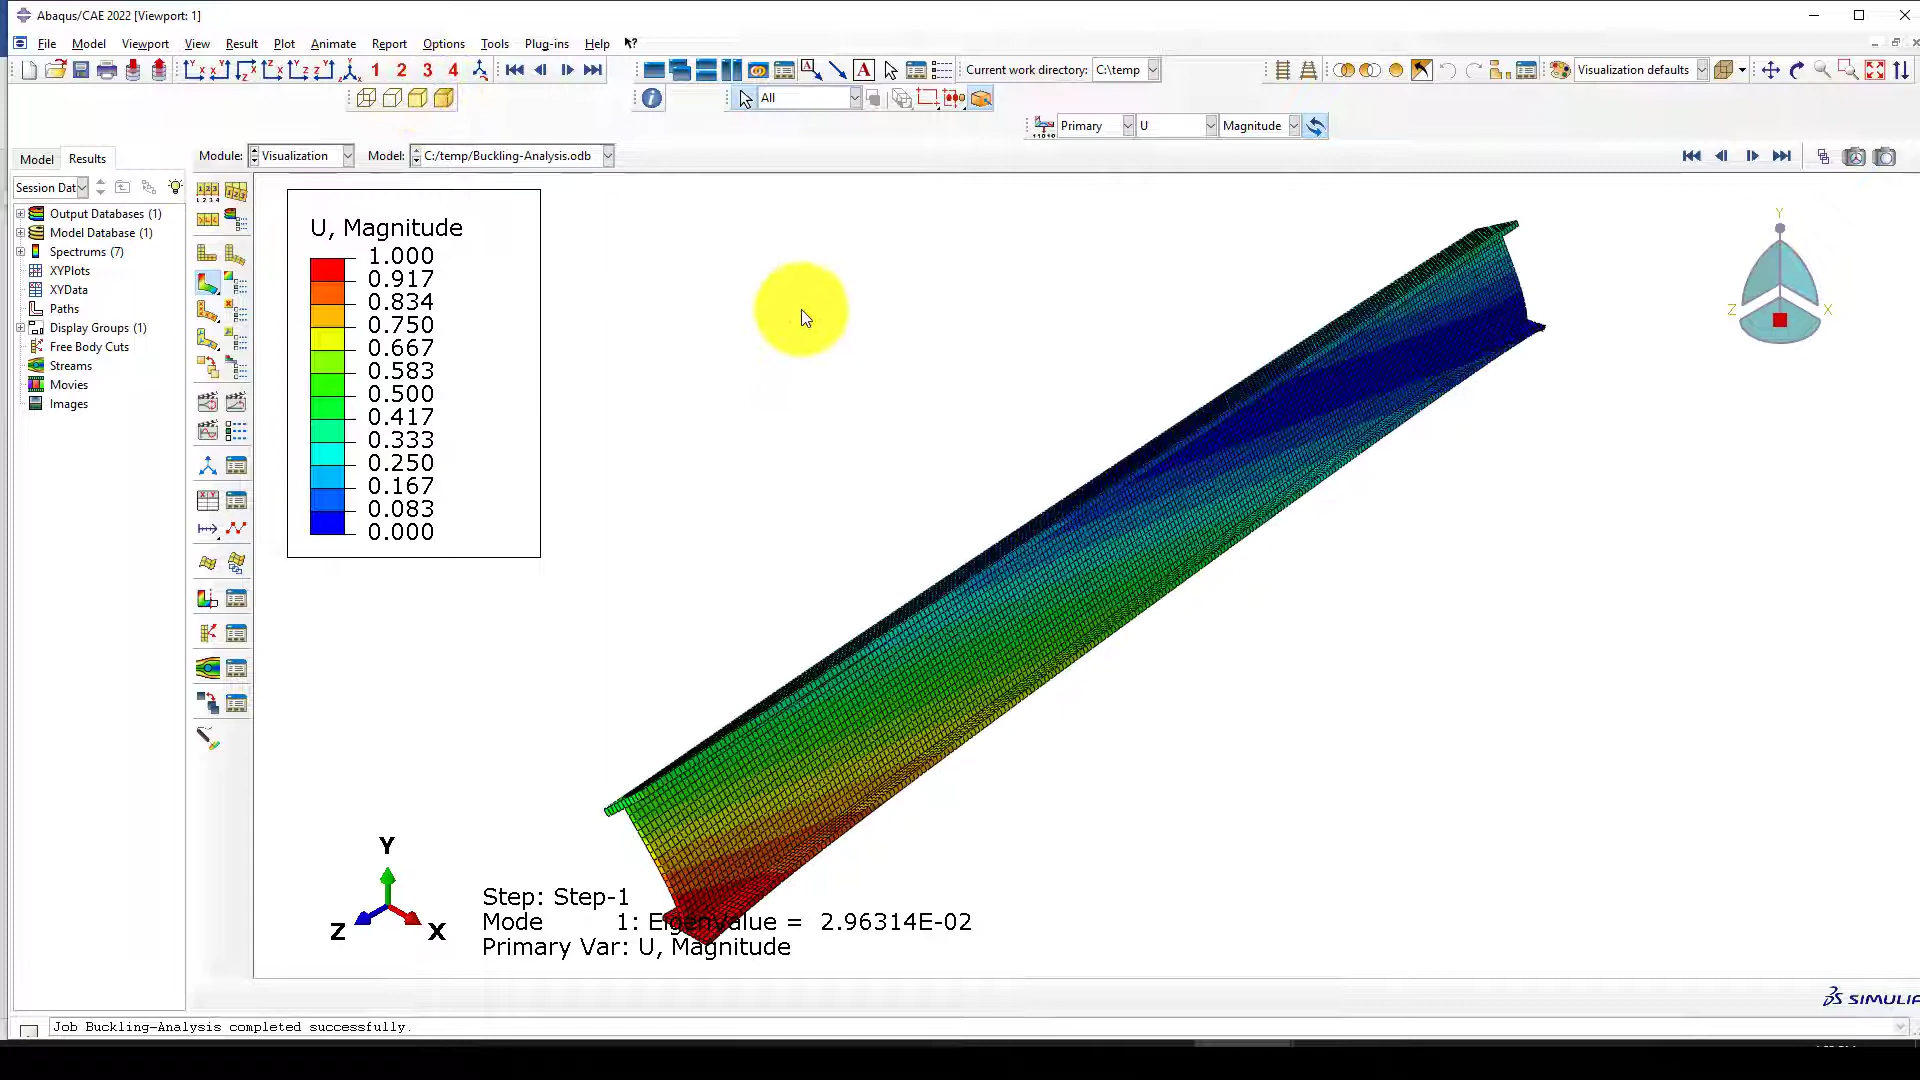 Abaqus/CAE 2022 [Viewport: 1]
File Model Viewport View Result Plot Animate Report Options Tools Plug-ins Help
1 2 3 4 Current work directory: C:\temp Visualization defaults
All
Primary U Magnitude
Model Results
Module: Visualization Model: C:/temp/Buckling-Analysis.odb
Session Dat
Output Databases (1)
Model Database (1)
Spectrums (7)
XYPlots
XYData
Paths
Display Groups (1)
Free Body Cuts
Streams
Movies
Images
U, Magnitude
1.000
0.917
0.834
0.750
0.667
0.583
0.500
0.417
0.333
0.250
0.167
0.083
0.000
Y
Z
X
Y
Z
X
Step: Step-1
Mode 1: EigenValue = 2.96314E-02
Primary Var: U, Magnitude
SIMULIA
Job Buckling-Analysis completed successfully.